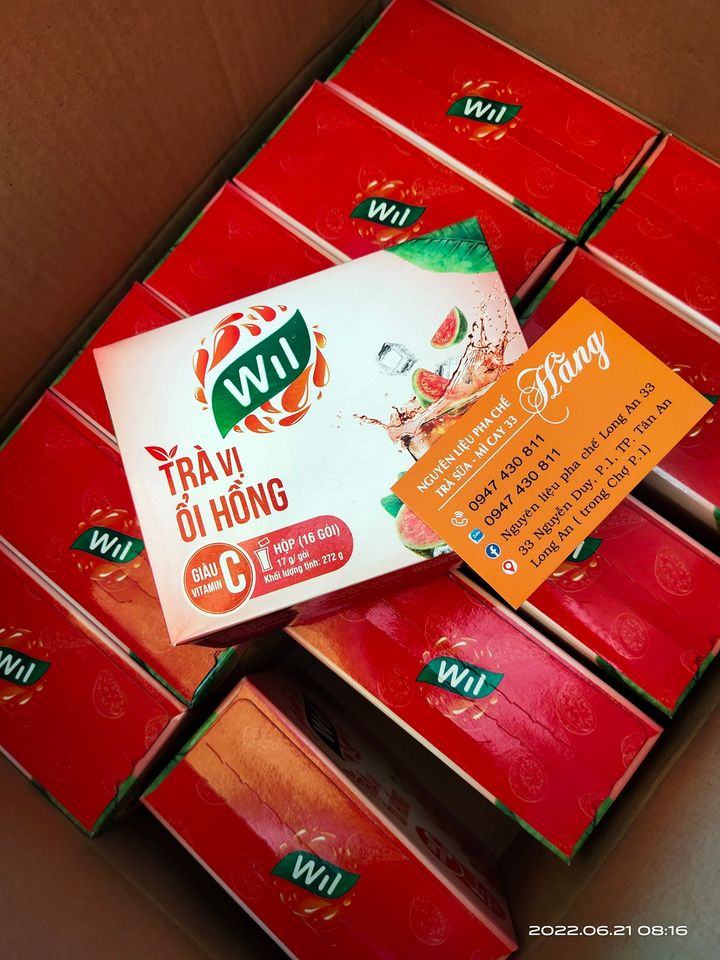 Wil
Wil
Wil
TRÀ VỊ
ỔI HỒNG
GIÀU
VITAMIN
C
HỘP (16 GÓI)
17 g/ gói
Khối lượng tịnh: 272 g
NGUYÊN LIỆU PHA CHẾ
TRÀ SỮA - MÌ CAY 33
Hằng
0947 430 811
0947 430 811
Nguyên liệu pha chế Long An 33
33 Nguyễn Duy, P.1, TP. Tân An
Long An ( trong Chợ P.1)
Wil
Wil
Wil
Wil
2022.06.21 08:16